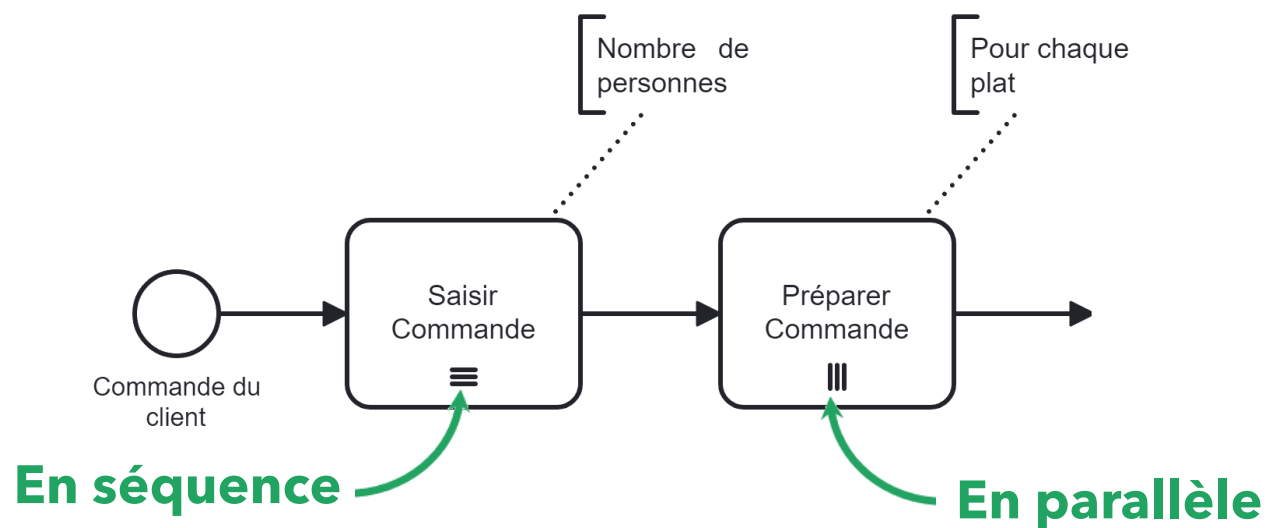 Nombre de
personnes
Pour chaque
plat
Saisir
Commande
Préparer
Commande
Commande du
client
En séquence
En parallèle